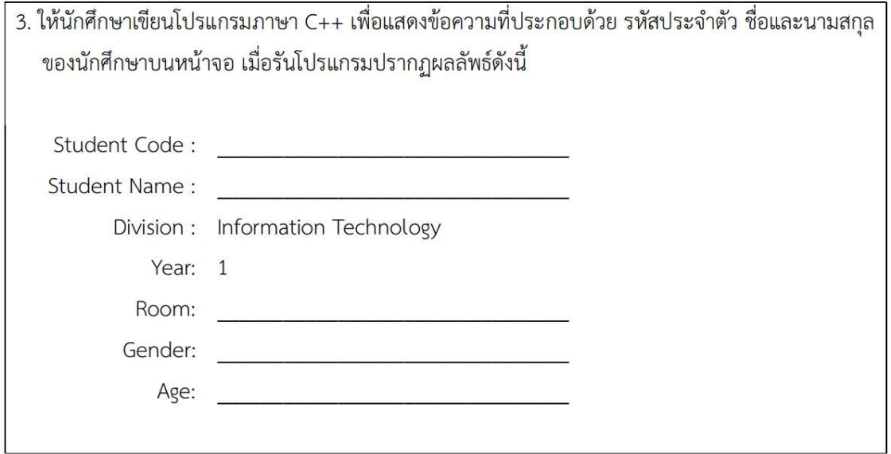 3. ให้นักศึกษาเขียนโปรแกรมภาษา C++ เพื่อแสดงข้อความที่ประกอบด้วย รหัสประจำตัว ชื่อและนามสกุล
ของนักศึกษาบนหน้าจอ เมื่อรันโปรแกรมปรากฏผลลัพธ์ดังนี้
Student Code : ________________________________
Student Name : ________________________________
Division : Information Technology
Year: 1
Room: ________________________________
Gender: ________________________________
Age: ________________________________